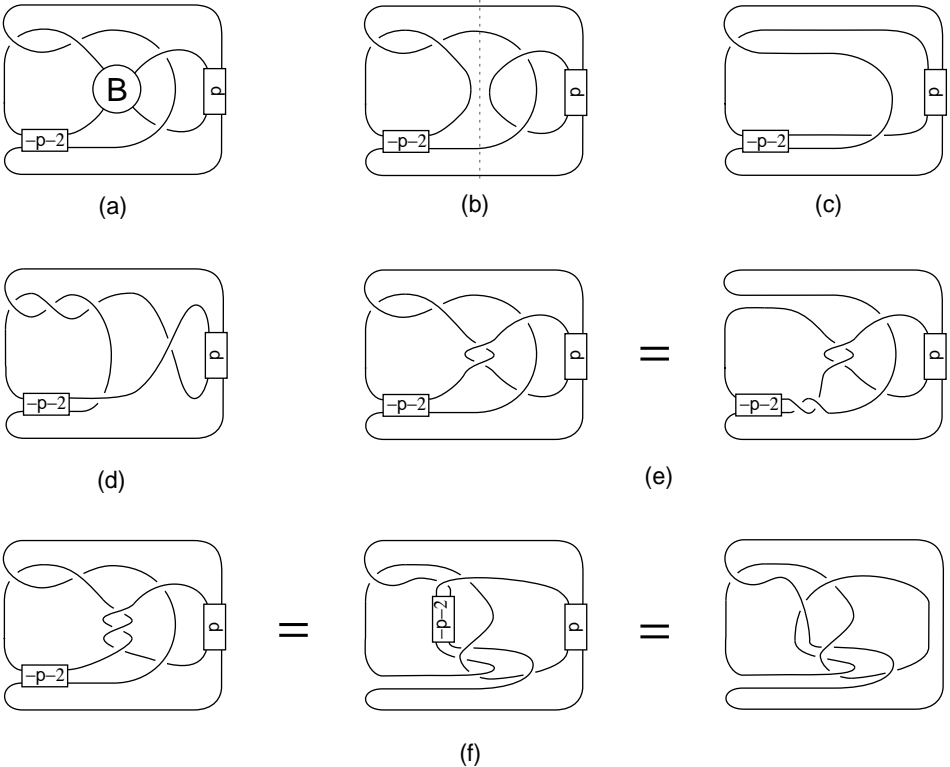 B
p
–p–2
p
–p–2
p
–p–2
(a)
(b)
(c)
p
–p–2
p
–p–2
=
p
–p–2
(d)
(e)
p
–p–2
=
–p–2
p
=
(f)